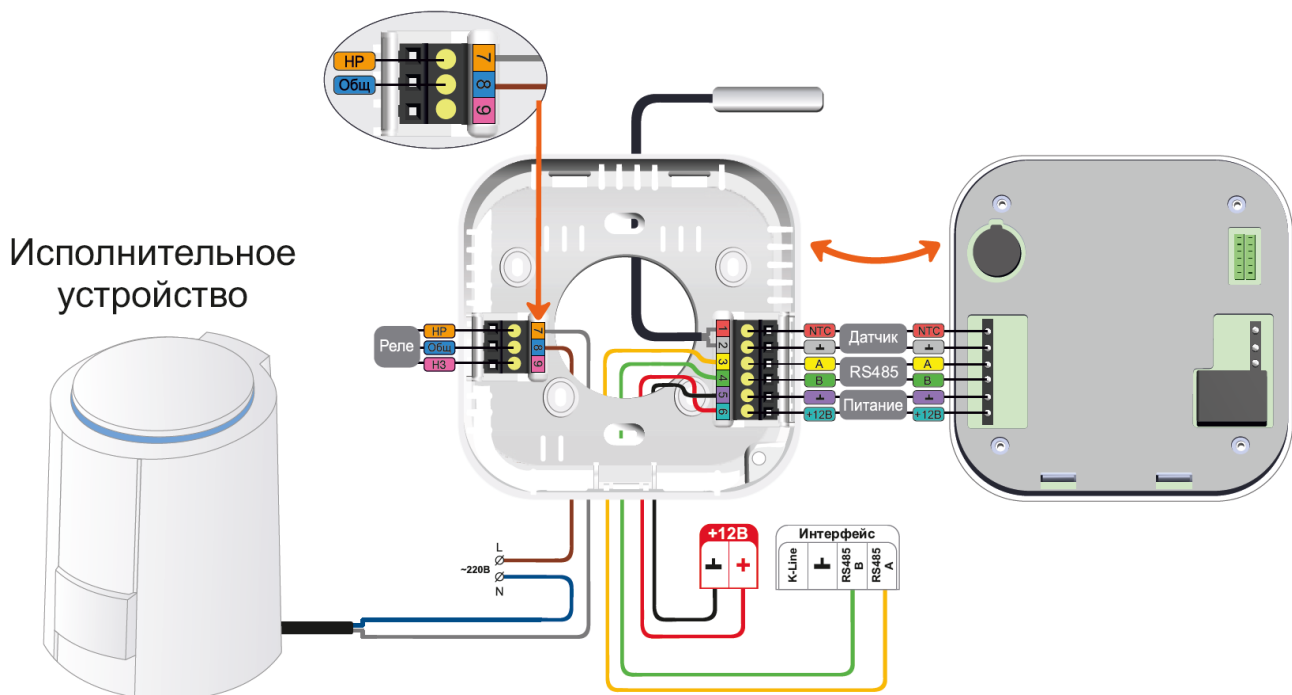 НР
Общ
7
8
9
Исполнительное
устройство
Реле
НР
Общ
НЗ
7
8
9
1
2
3
4
5
6
NTC
Датчик
NTC
A
RS485
A
B
B
Питание
+12В
+12В
L
~220В
N
+12В
+
Интерфейс
K-Line
RS485
B
RS485
A